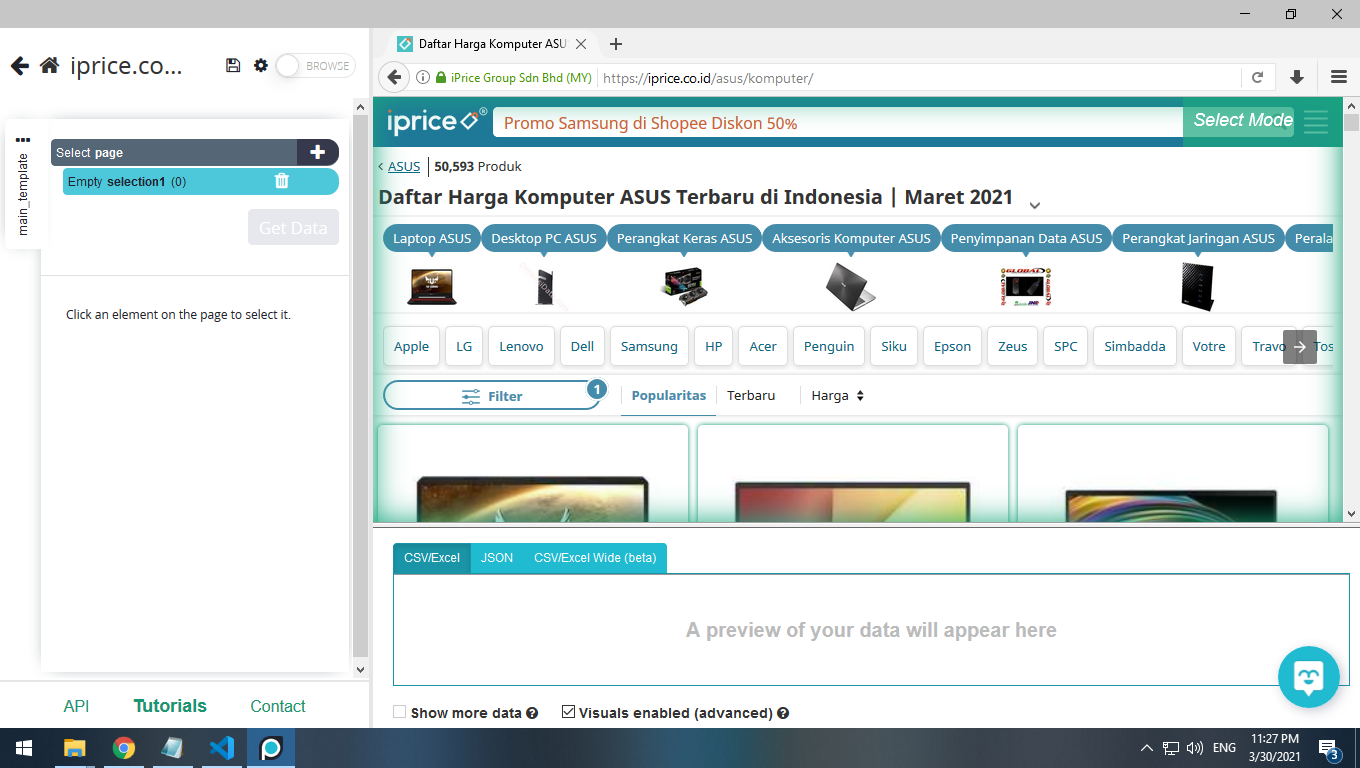 iprice.co...
BROWSE
main_template
Select page
Empty selection1 (0)
Get Data
Click an element on the page to select it.
API
Tutorials
Contact
Daftar Harga Komputer ASU
iPrice Group Sdn Bhd (MY)
https://iprice.co.id/asus/komputer/
iprice®
Promo Samsung di Shopee Diskon 50%
Select Mode
ASUS
50,593 Produk
Daftar Harga Komputer ASUS Terbaru di Indonesia | Maret 2021
Laptop ASUS
Desktop PC ASUS
Perangkat Keras ASUS
Aksesoris Komputer ASUS
Penyimpanan Data ASUS
Perangkat Jaringan ASUS
Perala
GLOBAL
Apple
LG
Lenovo
Dell
Samsung
HP
Acer
Penguin
Siku
Epson
Zeus
SPC
Simbadda
Votre
Travo
Tos
Filter
1
Popularitas
Terbaru
Harga
CSV/Excel
JSON
CSV/Excel Wide (beta)
A preview of your data will appear here
Show more data
Visuals enabled (advanced)
ENG
11:27 PM
3/30/2021
3